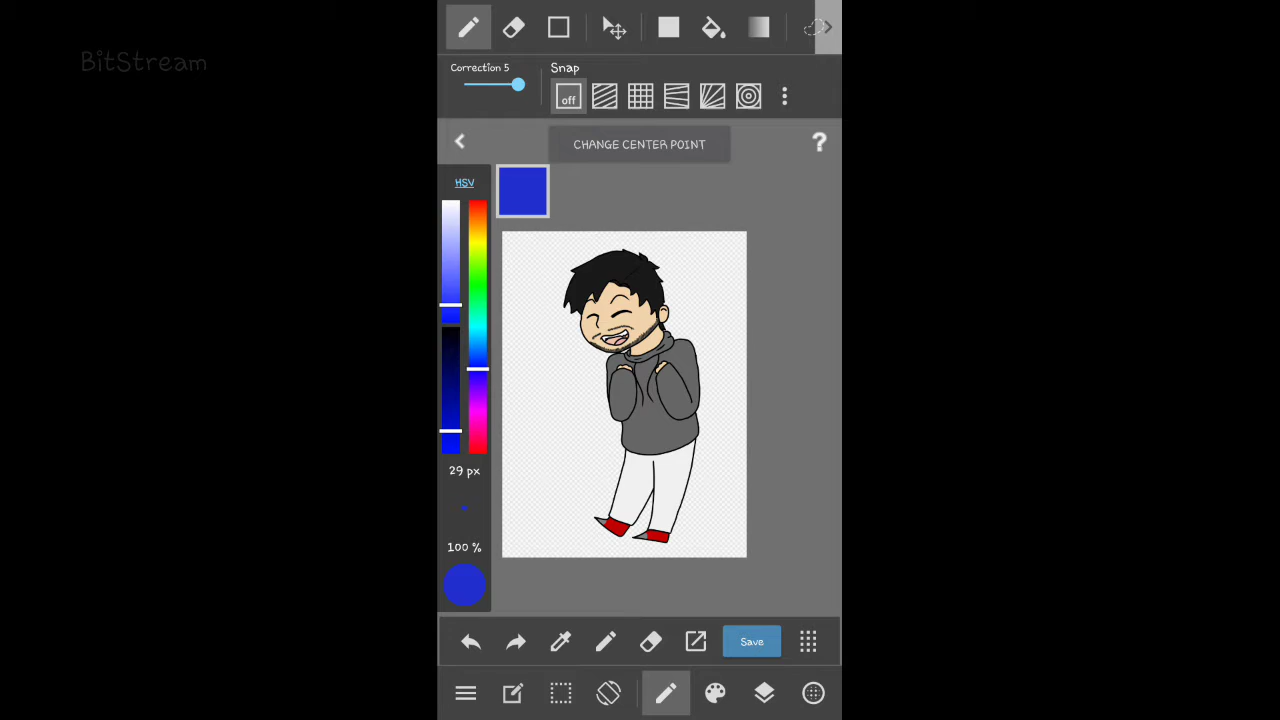 BitStream
Correction 5
Snap
off
CHANGE CENTER POINT
?
HSV
29 px
100 %
Save